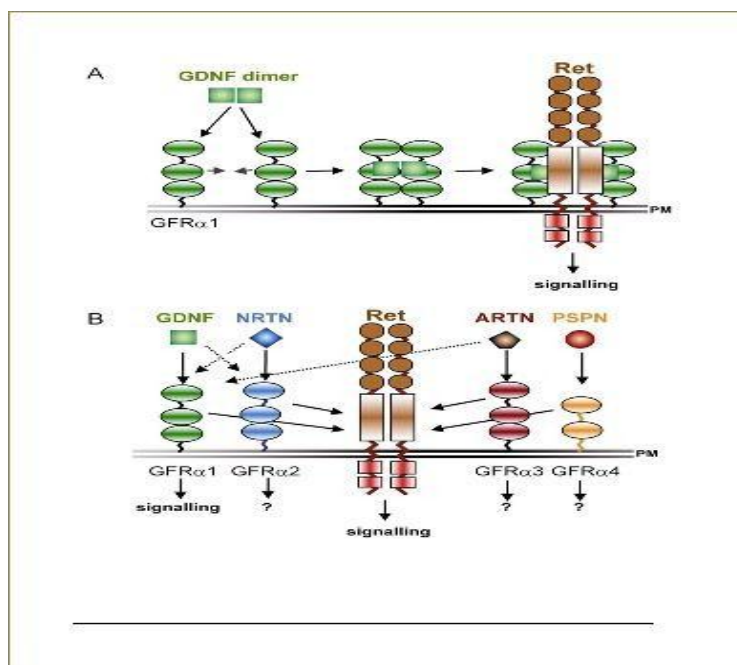 A
GDNF dimer
Ret
GFRα1
PM
signalling
B
GDNF NRTN Ret ARTN PSPN
PM
GFRα1 GFRα2 GFRα3 GFRα4
signalling ? ? ?
signalling